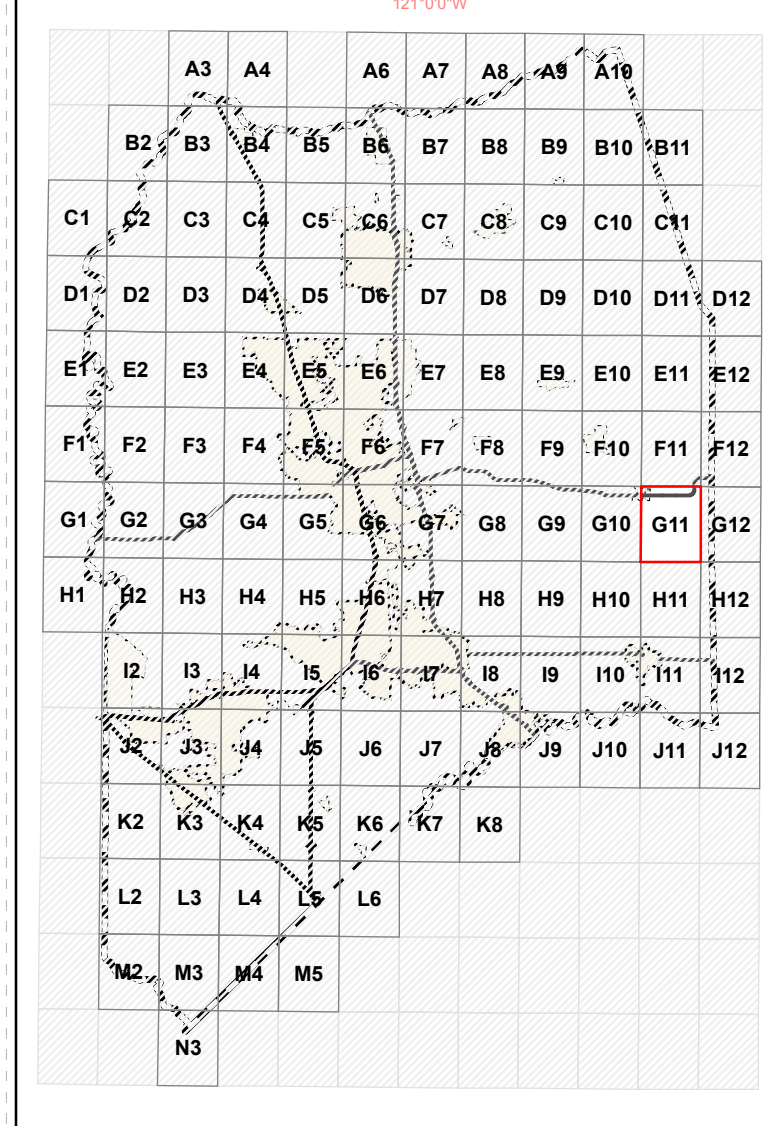 121°0'0"W
A3 A4 A6 A7 A8 A9 A10
B2 B3 B4 B5 B6 B7 B8 B9 B10 B11
C1 C2 C3 C4 C5 C6 C7 C8 C9 C10 C11
D1 D2 D3 D4 D5 D6 D7 D8 D9 D10 D11 D12
E1 E2 E3 E4 E5 E6 E7 E8 E9 E10 E11 E12
F1 F2 F3 F4 F5 F6 F7 F8 F9 F10 F11 F12
G1 G2 G3 G4 G5 G6 G7 G8 G9 G10 G11 G12
H1 H2 H3 H4 H5 H6 H7 H8 H9 H10 H11 H12
I2 I3 I4 I5 I6 I7 I8 I9 I10 I11 I12
J2 J3 J4 J5 J6 J7 J8 J9 J10 J11 J12
K2 K3 K4 K5 K6 K7 K8
L2 L3 L4 L5 L6
M2 M3 M4 M5
N3